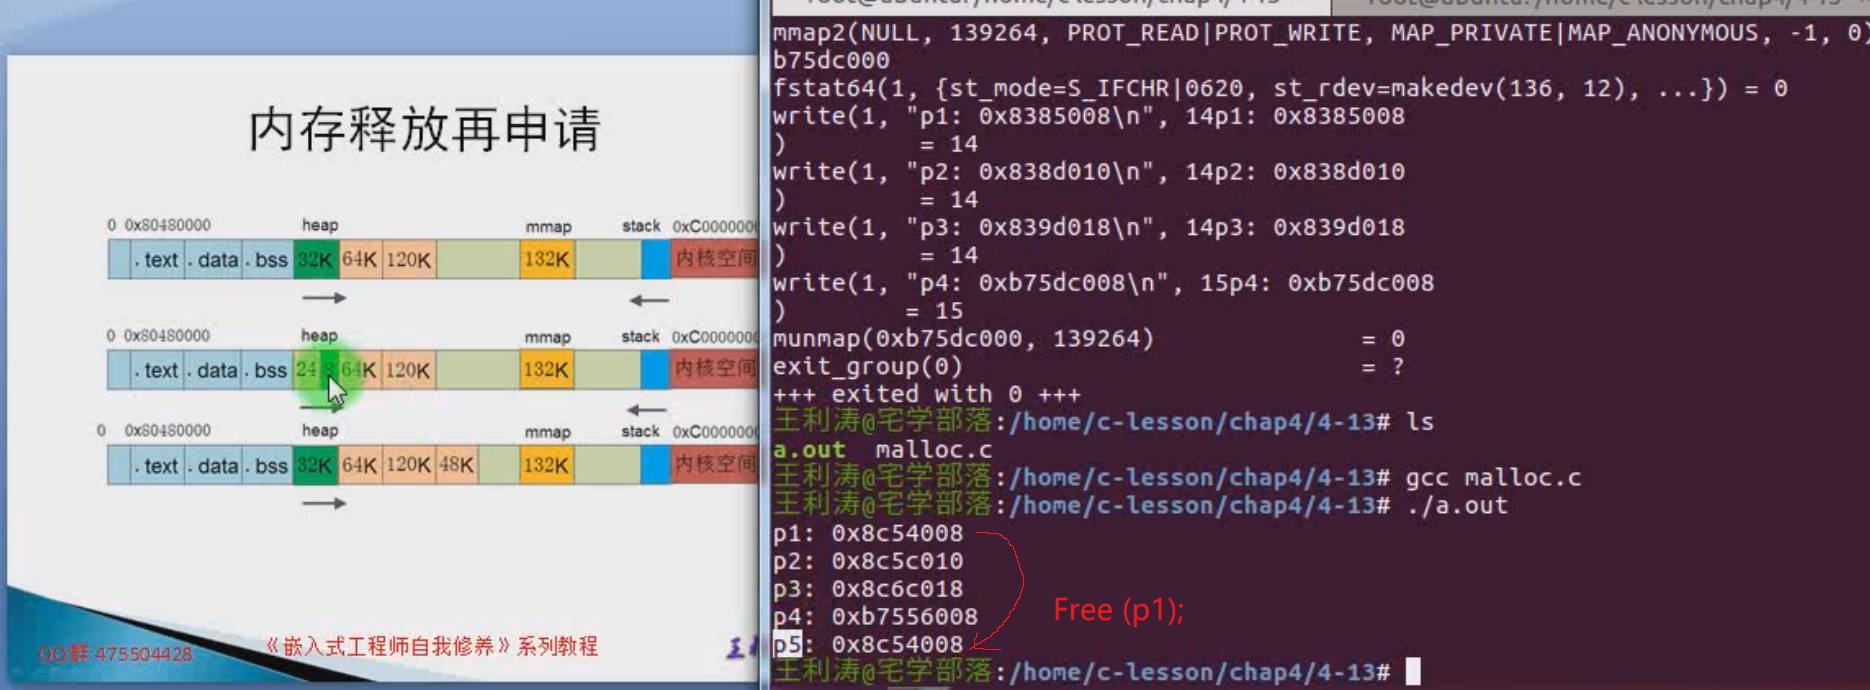 内存释放再申请
0 0x80480000 heap mmap stack 0xC0000000
.text .data .bss 32K 64K 120K 132K 内核空间
0 0x80480000 heap mmap stack 0xC0000000
.text .data .bss 24 8 64K 120K 132K 内核空间
0 0x80480000 heap mmap stack 0xC0000000
.text .data .bss 32K 64K 120K 48K 132K 内核空间
QQ群:475504428
《嵌入式工程师自我修养》系列教程
mmap2(NULL, 139264, PROT_READ|PROT_WRITE, MAP_PRIVATE|MAP_ANONYMOUS, -1, 0)
b75dc000
fstat64(1, {st_mode=S_IFCHR|0620, st_rdev=makedev(136, 12), ...}) = 0
write(1, "p1: 0x8385008\n", 14p1: 0x8385008
) = 14
write(1, "p2: 0x838d010\n", 14p2: 0x838d010
) = 14
write(1, "p3: 0x839d018\n", 14p3: 0x839d018
) = 14
write(1, "p4: 0xb75dc008\n", 15p4: 0xb75dc008
) = 15
munmap(0xb75dc000, 139264) = 0
exit_group(0) = ?
+++ exited with 0 +++
王利涛@宅学部落:/home/c-lesson/chap4/4-13# ls
a.out malloc.c
王利涛@宅学部落:/home/c-lesson/chap4/4-13# gcc malloc.c
王利涛@宅学部落:/home/c-lesson/chap4/4-13# ./a.out
p1: 0x8c54008
p2: 0x8c5c010
p3: 0x8c6c018
Free (p1);
p4: 0xb7556008
p5: 0x8c54008
王利涛@宅学部落:/home/c-lesson/chap4/4-13#